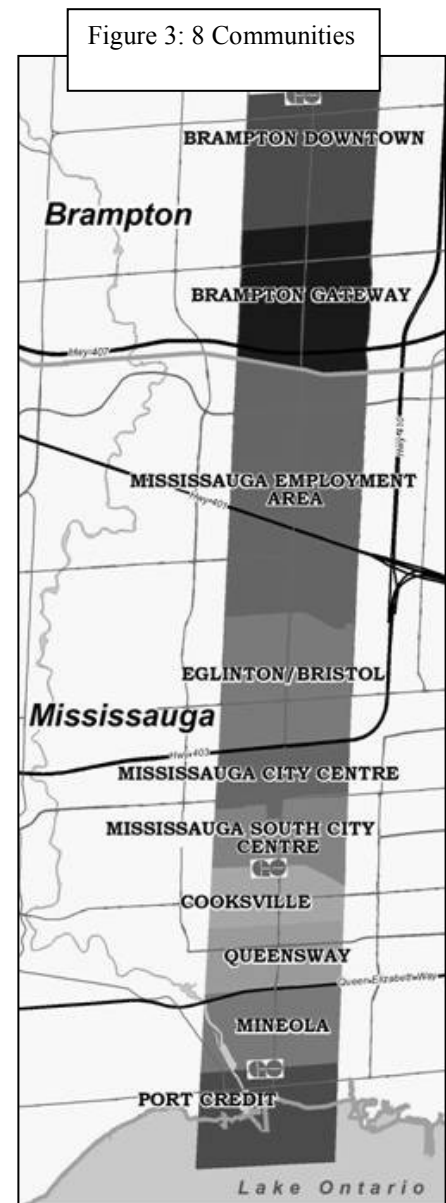 Figure 3: 8 Communities
BRAMPTON DOWNTOWN
Brampton
BRAMPTON GATEWAY
Hwy 407
Hwy 410
MISSISSAUGA EMPLOYMENT
AREA
Hwy 401
EGLINTON/BRISTOL
Mississauga
Hwy 403
MISSISSAUGA CITY CENTRE
MISSISSAUGA SOUTH CITY
CENTRE
GO
COOKSVILLE
QUEENSWAY
Queen Elizabeth Way
MINEOLA
GO
PORT CREDIT
Lake Ontario